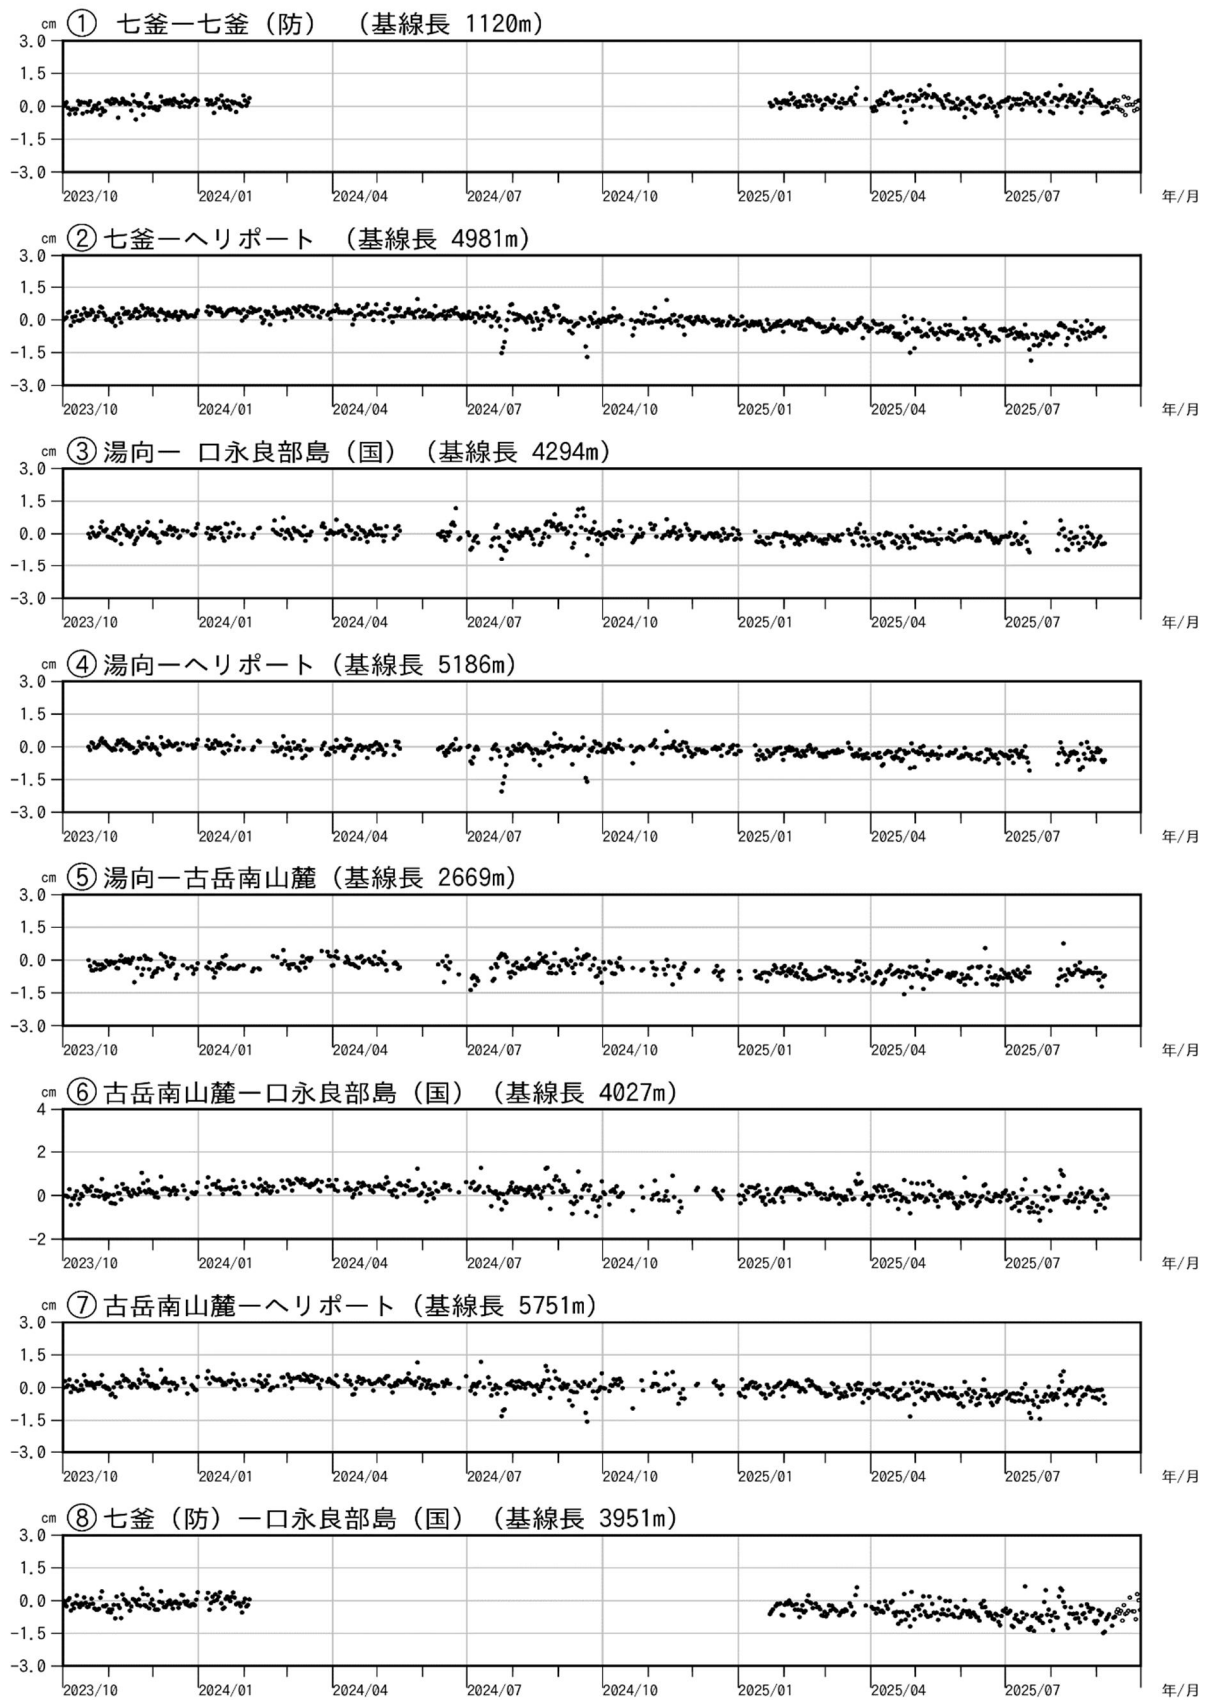 cm ① 七釜ー七釜（防） （基線長 1120m）
3.0
1.5
0.0
-1.5
-3.0
2023/10 2024/01 2024/04 2024/07 2024/10 2025/01 2025/04 2025/07 年/月
cm ② 七釜ーヘリポート （基線長 4981m）
3.0
1.5
0.0
-1.5
-3.0
2023/10 2024/01 2024/04 2024/07 2024/10 2025/01 2025/04 2025/07 年/月
cm ③ 湯向ー 口永良部島（国）（基線長 4294m）
3.0
1.5
0.0
-1.5
-3.0
2023/10 2024/01 2024/04 2024/07 2024/10 2025/01 2025/04 2025/07 年/月
cm ④ 湯向ーヘリポート（基線長 5186m）
3.0
1.5
0.0
-1.5
-3.0
2023/10 2024/01 2024/04 2024/07 2024/10 2025/01 2025/04 2025/07 年/月
cm ⑤ 湯向ー古岳南山麓（基線長 2669m）
3.0
1.5
0.0
-1.5
-3.0
2023/10 2024/01 2024/04 2024/07 2024/10 2025/01 2025/04 2025/07 年/月
cm ⑥ 古岳南山麓ー口永良部島（国）（基線長 4027m）
4
2
0
-2
2023/10 2024/01 2024/04 2024/07 2024/10 2025/01 2025/04 2025/07 年/月
cm ⑦ 古岳南山麓ーヘリポート（基線長 5751m）
3.0
1.5
0.0
-1.5
-3.0
2023/10 2024/01 2024/04 2024/07 2024/10 2025/01 2025/04 2025/07 年/月
cm ⑧ 七釜（防）ー口永良部島（国）（基線長 3951m）
3.0
1.5
0.0
-1.5
-3.0
2023/10 2024/01 2024/04 2024/07 2024/10 2025/01 2025/04 2025/07 年/月